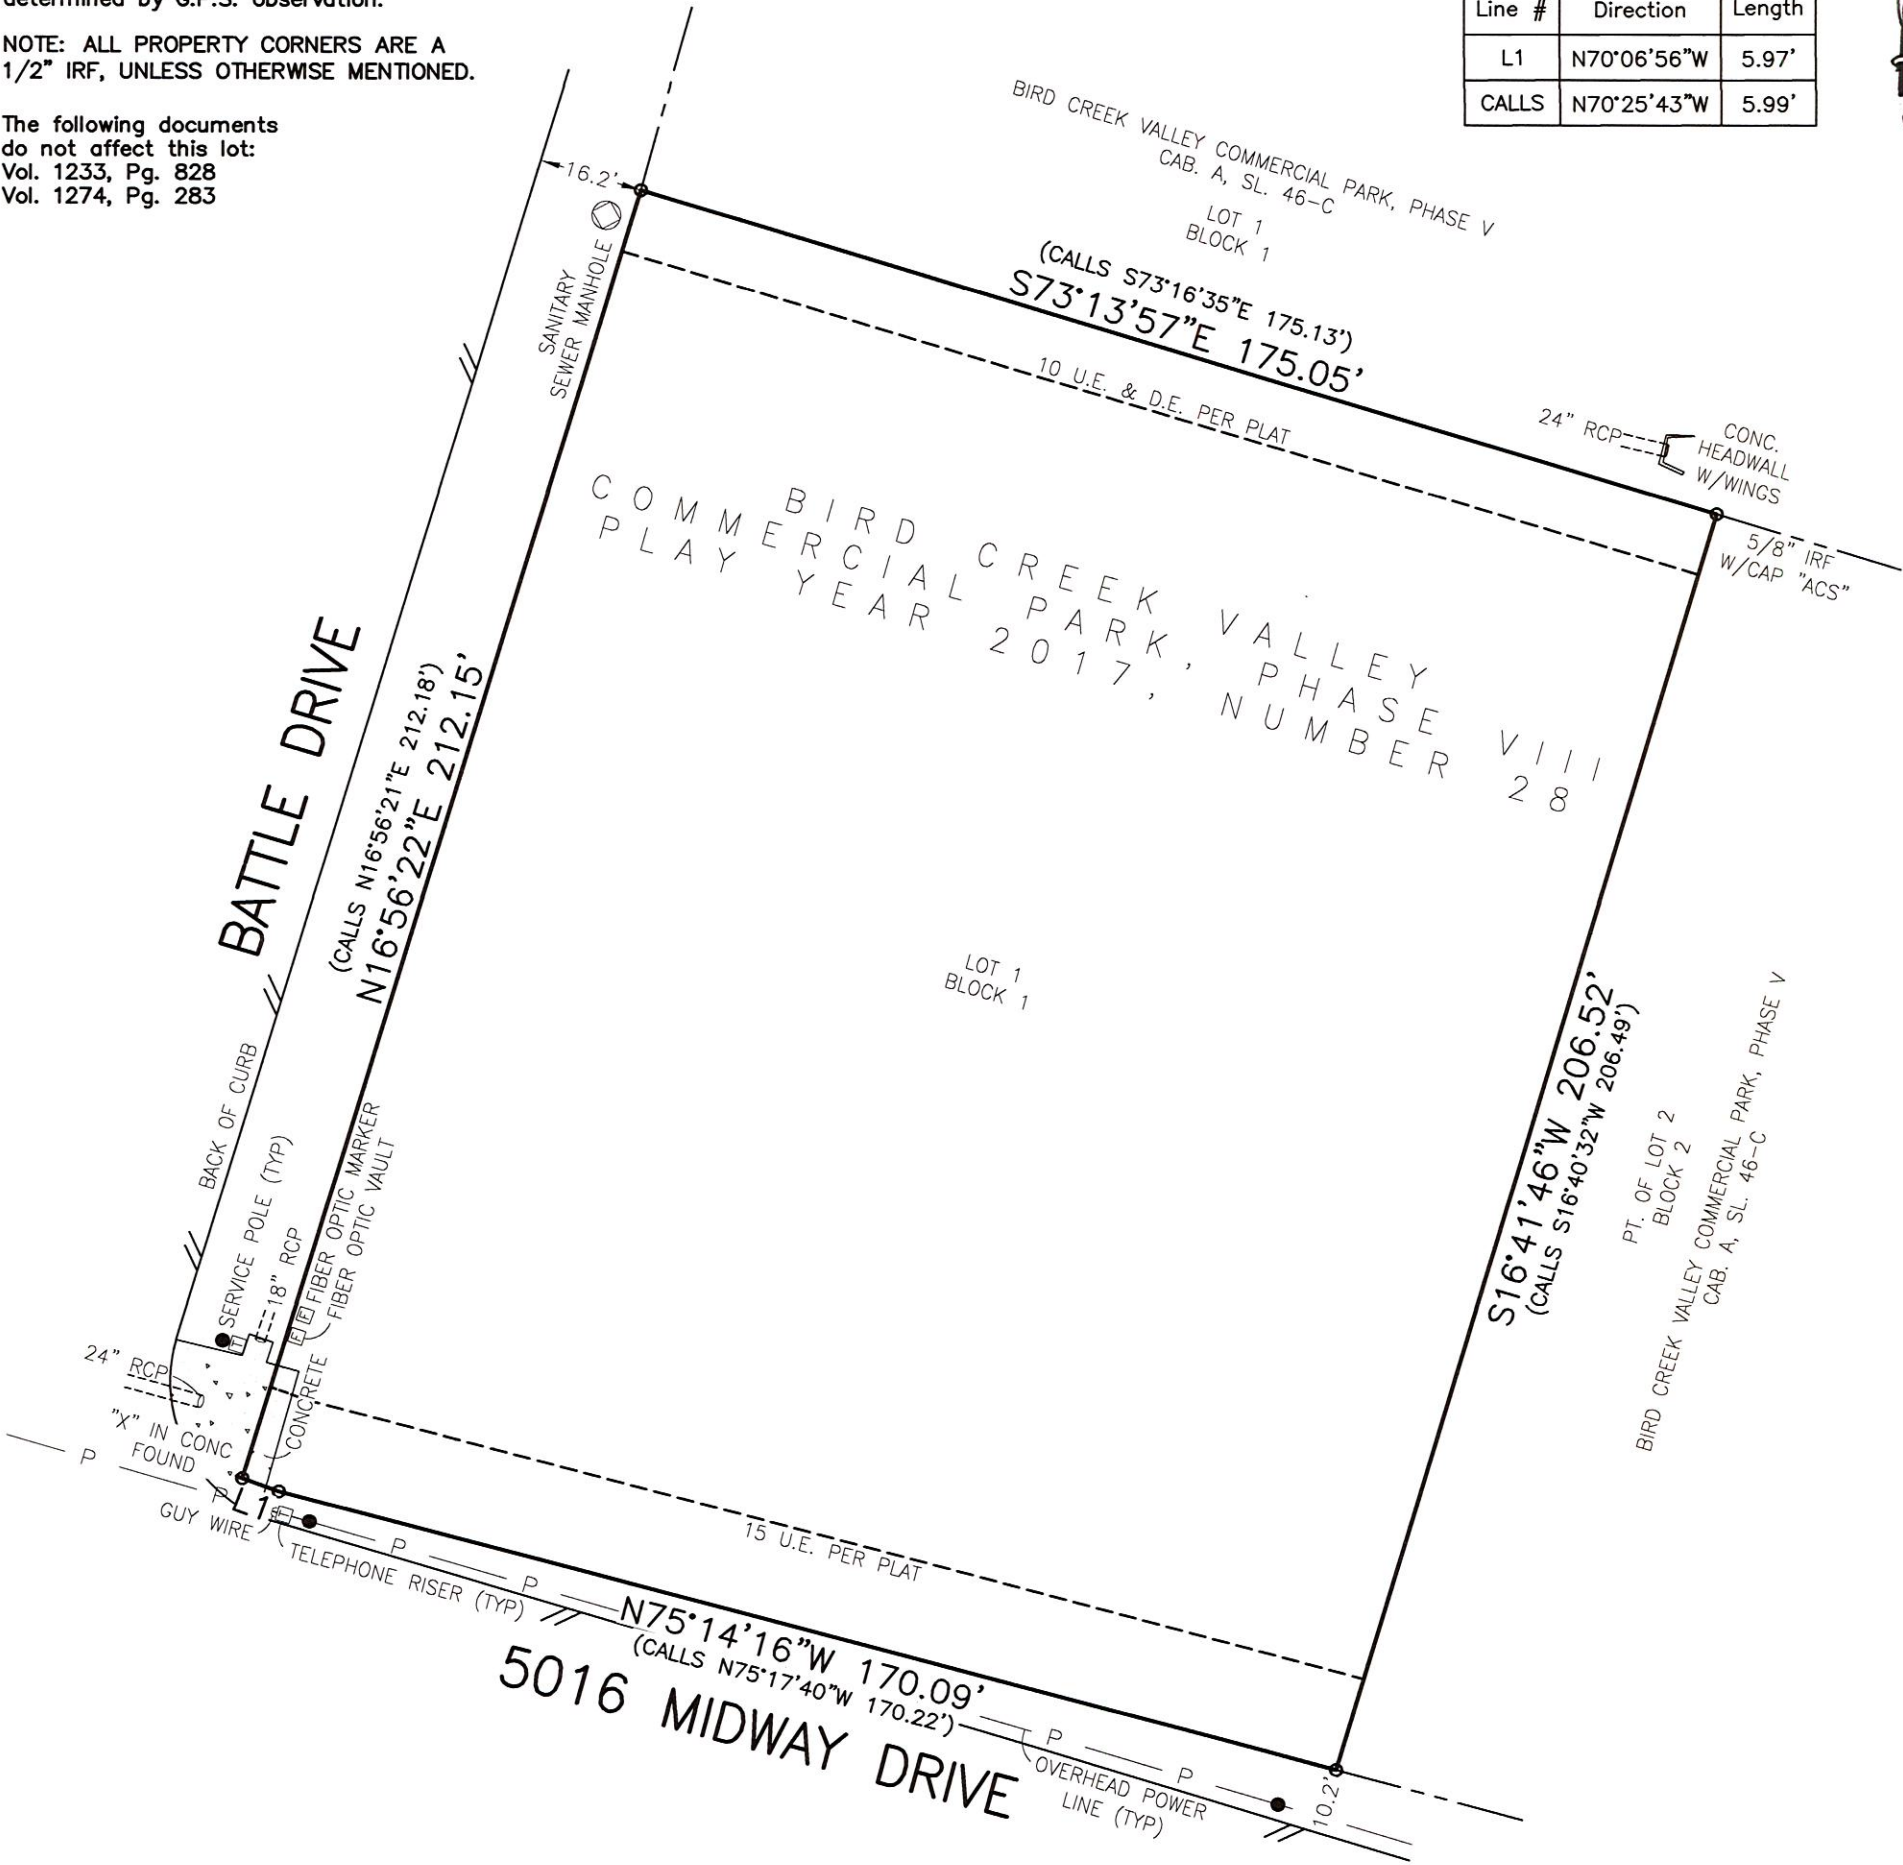 determined by G.P.S. observation.
NOTE: ALL PROPERTY CORNERS ARE A
1/2" IRF, UNLESS OTHERWISE MENTIONED.
The following documents
do not affect this lot:
Vol. 1233, Pg. 828
Vol. 1274, Pg. 283
Line # Direction Length
L1 N70°06'56"W 5.97'
CALLS N70°25'43"W 5.99'
BIRD CREEK VALLEY COMMERCIAL PARK, PHASE V
CAB. A, SL. 46-C
LOT 1
BLOCK 1
16.2'
SANITARY
SEWER MANHOLE
(CALLS S73°16'35"E 175.13')
S73°13'57"E 175.05'
10 U.E. & D.E. PER PLAT
24" RCP
CONC.
HEADWALL
W/WINGS
5/8" IRF
W/CAP "ACS"
BIRD CREEK VALLEY
COMMERCIAL PARK, PHASE VIII
PLAY YEAR 2017, NUMBER 28
BATTLE DRIVE
(CALLS N16°56'21"E 212.18')
N16°56'22"E 212.15'
LOT 1
BLOCK 1
S16°41'46"W 206.52'
(CALLS S16°40'32"W 206.49')
PT. OF LOT 2
BLOCK 2
BIRD CREEK VALLEY COMMERCIAL PARK, PHASE V
CAB. A, SL. 46-C
BACK OF CURB
SERVICE POLE (TYP)
18" RCP
FIBER OPTIC MARKER
FIBER OPTIC VAULT
F
F
T
24" RCP
CONCRETE
"X" IN CONC
FOUND
P
P
L1
GUY WIRE
T
TELEPHONE RISER (TYP)
P
P
15 U.E. PER PLAT
N75°14'16"W 170.09'
(CALLS N75°17'40"W 170.22')
5016 MIDWAY DRIVE
P
P
OVERHEAD POWER
LINE (TYP)
10.2'